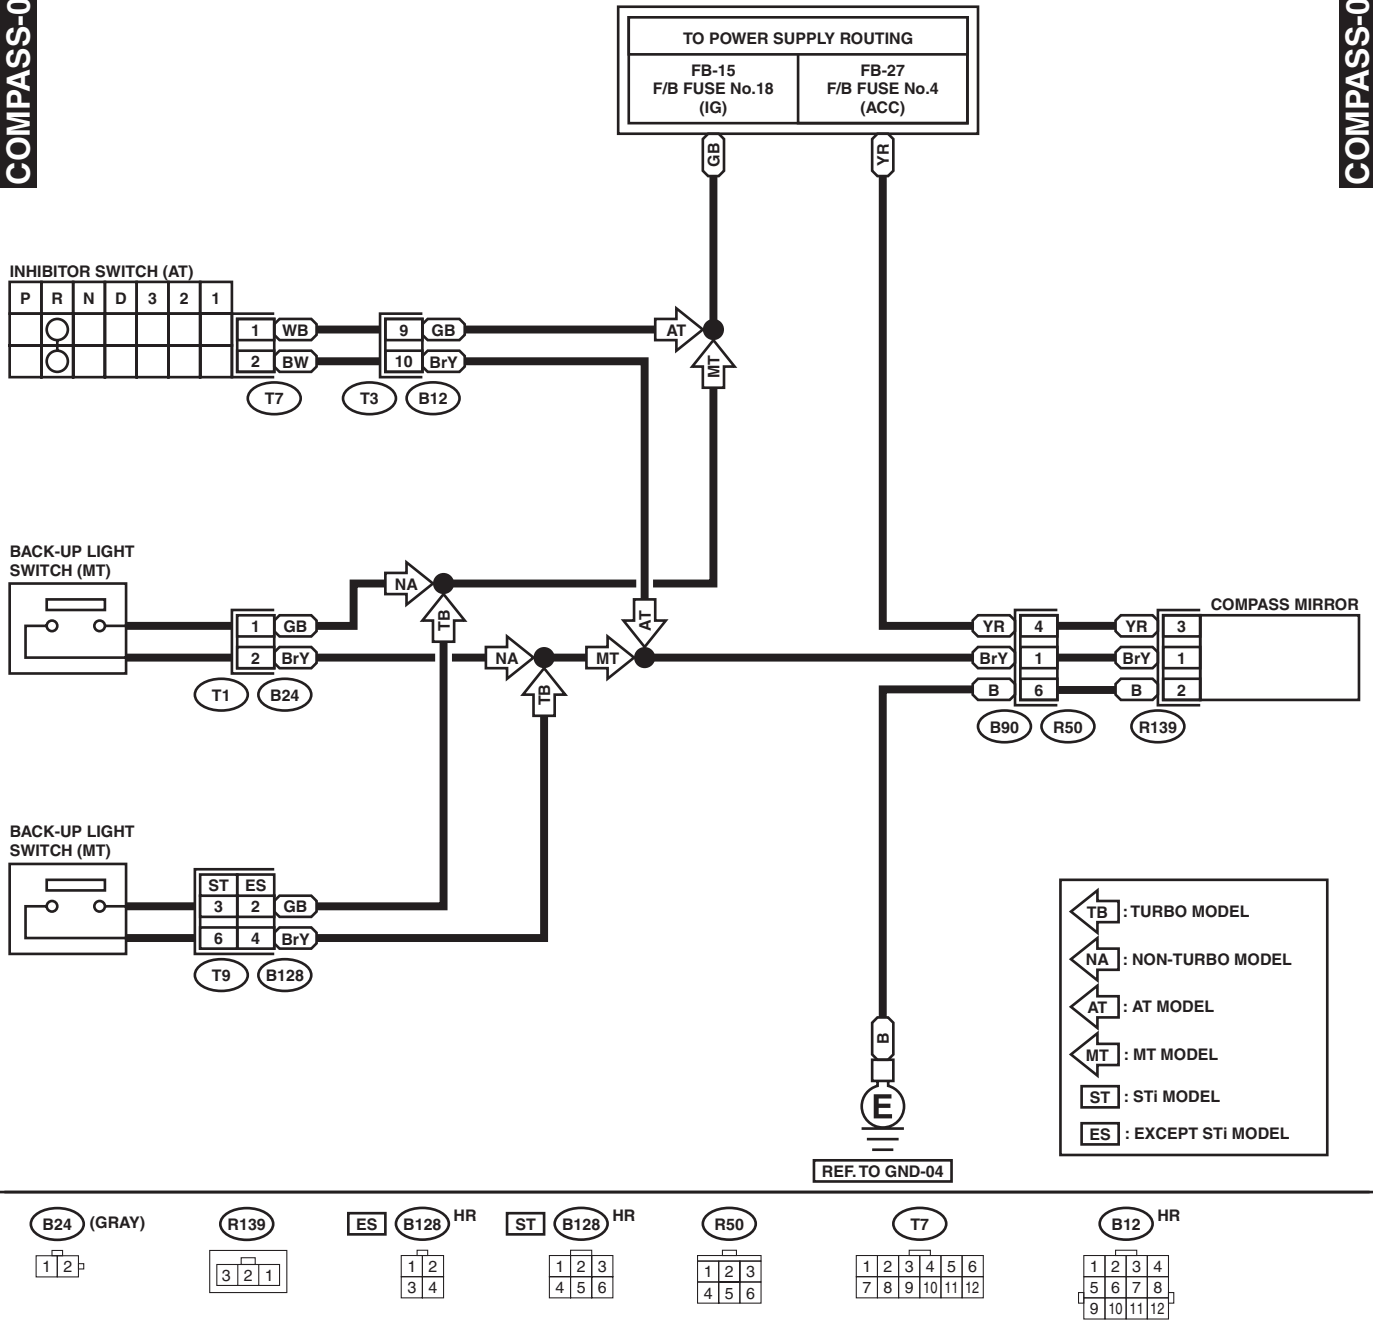 COMPASS-0
COMPASS-0
TO POWER SUPPLY ROUTING
FB-15
F/B FUSE No.18
(IG)
FB-27
F/B FUSE No.4
(ACC)
GB
YR
INHIBITOR SWITCH (AT)
P R N D 3 2 1
1 WB 9 GB AT
2 BW 10 BrY MT
T7 T3 B12
BACK-UP LIGHT
SWITCH (MT)
NA
1 GB TB AT
2 BrY NA MT
TB
T1 B24
COMPASS MIRROR
YR 4 YR 3
BrY 1 BrY 1
B 6 B 2
B90 R50 R139
BACK-UP LIGHT
SWITCH (MT)
ST ES
3 2 GB
6 4 BrY
T9 B128
B
E
REF. TO GND-04
TB : TURBO MODEL
NA : NON-TURBO MODEL
AT : AT MODEL
MT : MT MODEL
ST : STi MODEL
ES : EXCEPT STi MODEL
B24 (GRAY)
1 2
R139
3 2 1
ES B128 HR
1 2
3 4
ST B128 HR
1 2 3
4 5 6
R50
1 2 3
4 5 6
T7
1 2 3 4 5 6
7 8 9 10 11 12
B12 HR
1 2 3 4
5 6 7 8
9 10 11 12